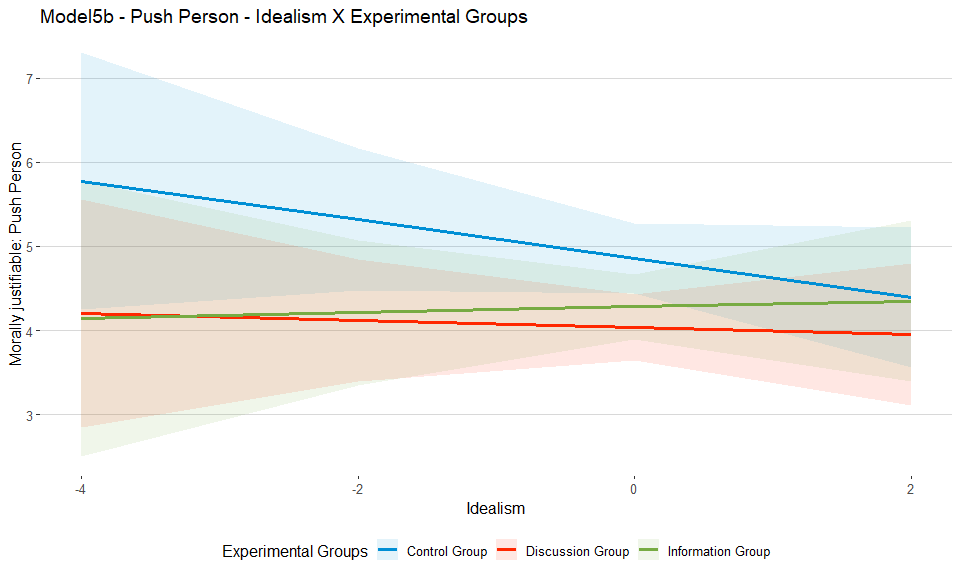 Model5b - Push Person - Idealism X Experimental Groups
Morally justifiable: Push Person
7
6
5
4
3
-4
-2
0
2
Idealism
Experimental Groups Control Group Discussion Group Information Group